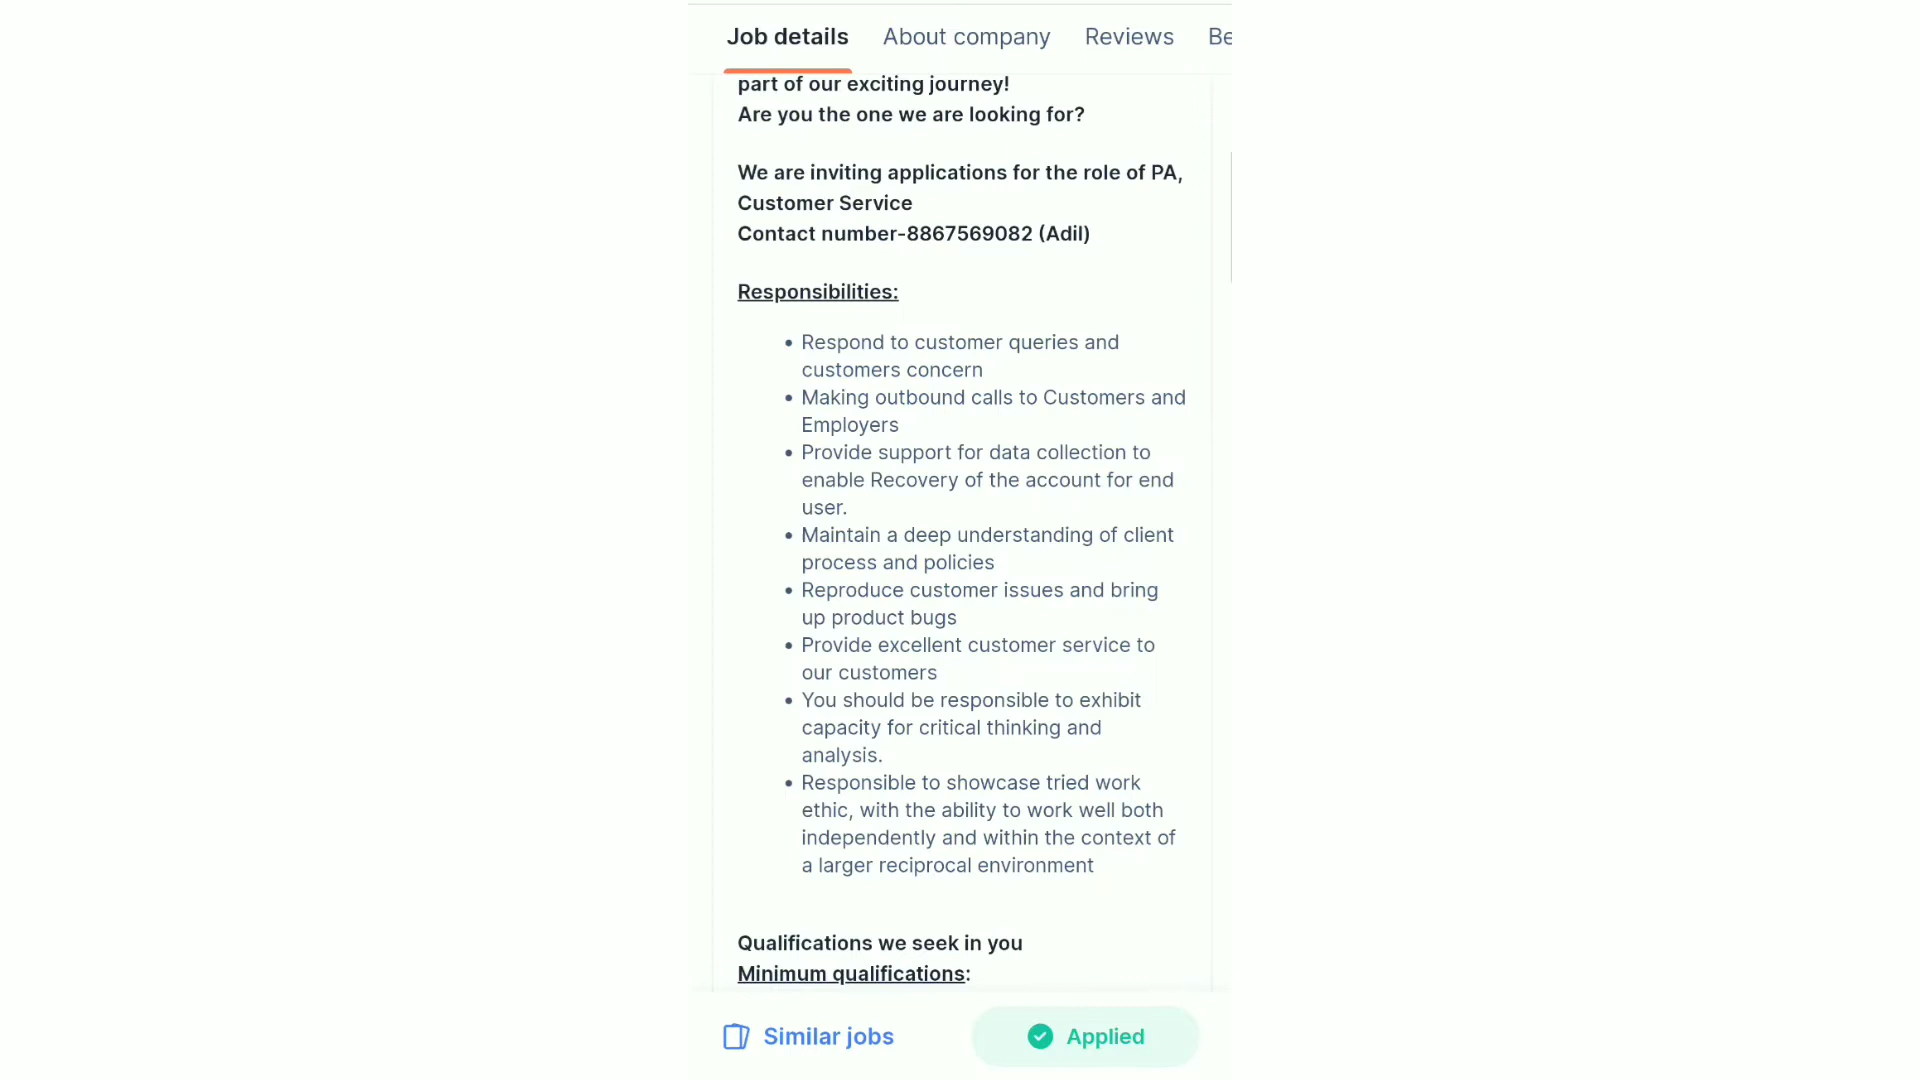 Job details About company Reviews Be
part of our exciting journey!
Are you the one we are looking for?
We are inviting applications for the role of PA,
Customer Service
Contact number-8867569082 (Adil)
Responsibilities:
• Respond to customer queries and
customers concern
• Making outbound calls to Customers and
Employers
• Provide support for data collection to
enable Recovery of the account for end
user.
• Maintain a deep understanding of client
process and policies
• Reproduce customer issues and bring
up product bugs
• Provide excellent customer service to
our customers
• You should be responsible to exhibit
capacity for critical thinking and
analysis.
• Responsible to showcase tried work
ethic, with the ability to work well both
independently and within the context of
a larger reciprocal environment
Qualifications we seek in you
Minimum qualifications:
Similar jobs Applied